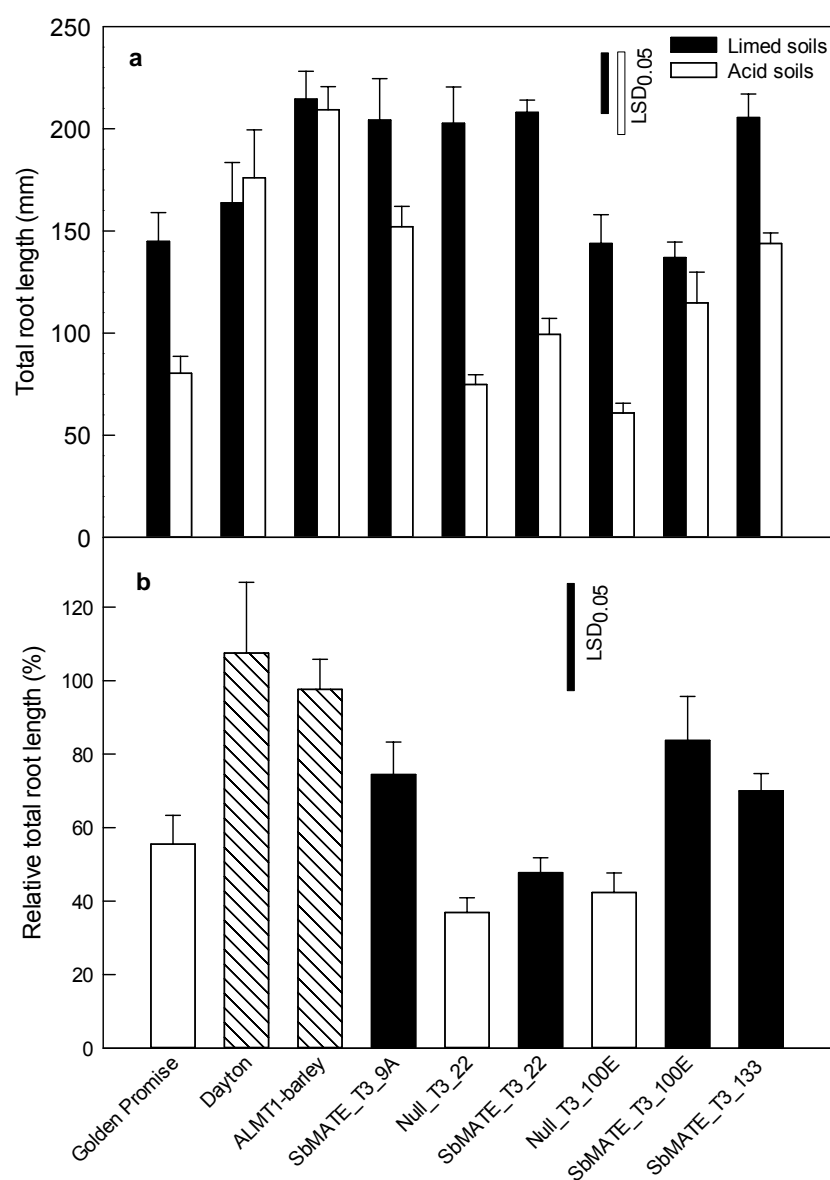 a
Limed soils
Acid soils
LSD0.05
Total root length (mm)
250
200
150
100
50
0
b
LSD0.05
Relative total root length (%)
120
100
80
60
40
20
0
Golden Promise
Dayton
ALMT1-barley
SbMATE_T3_9A
Null_T3_22
SbMATE_T3_22
Null_T3_100E
SbMATE_T3_100E
SbMATE_T3_133